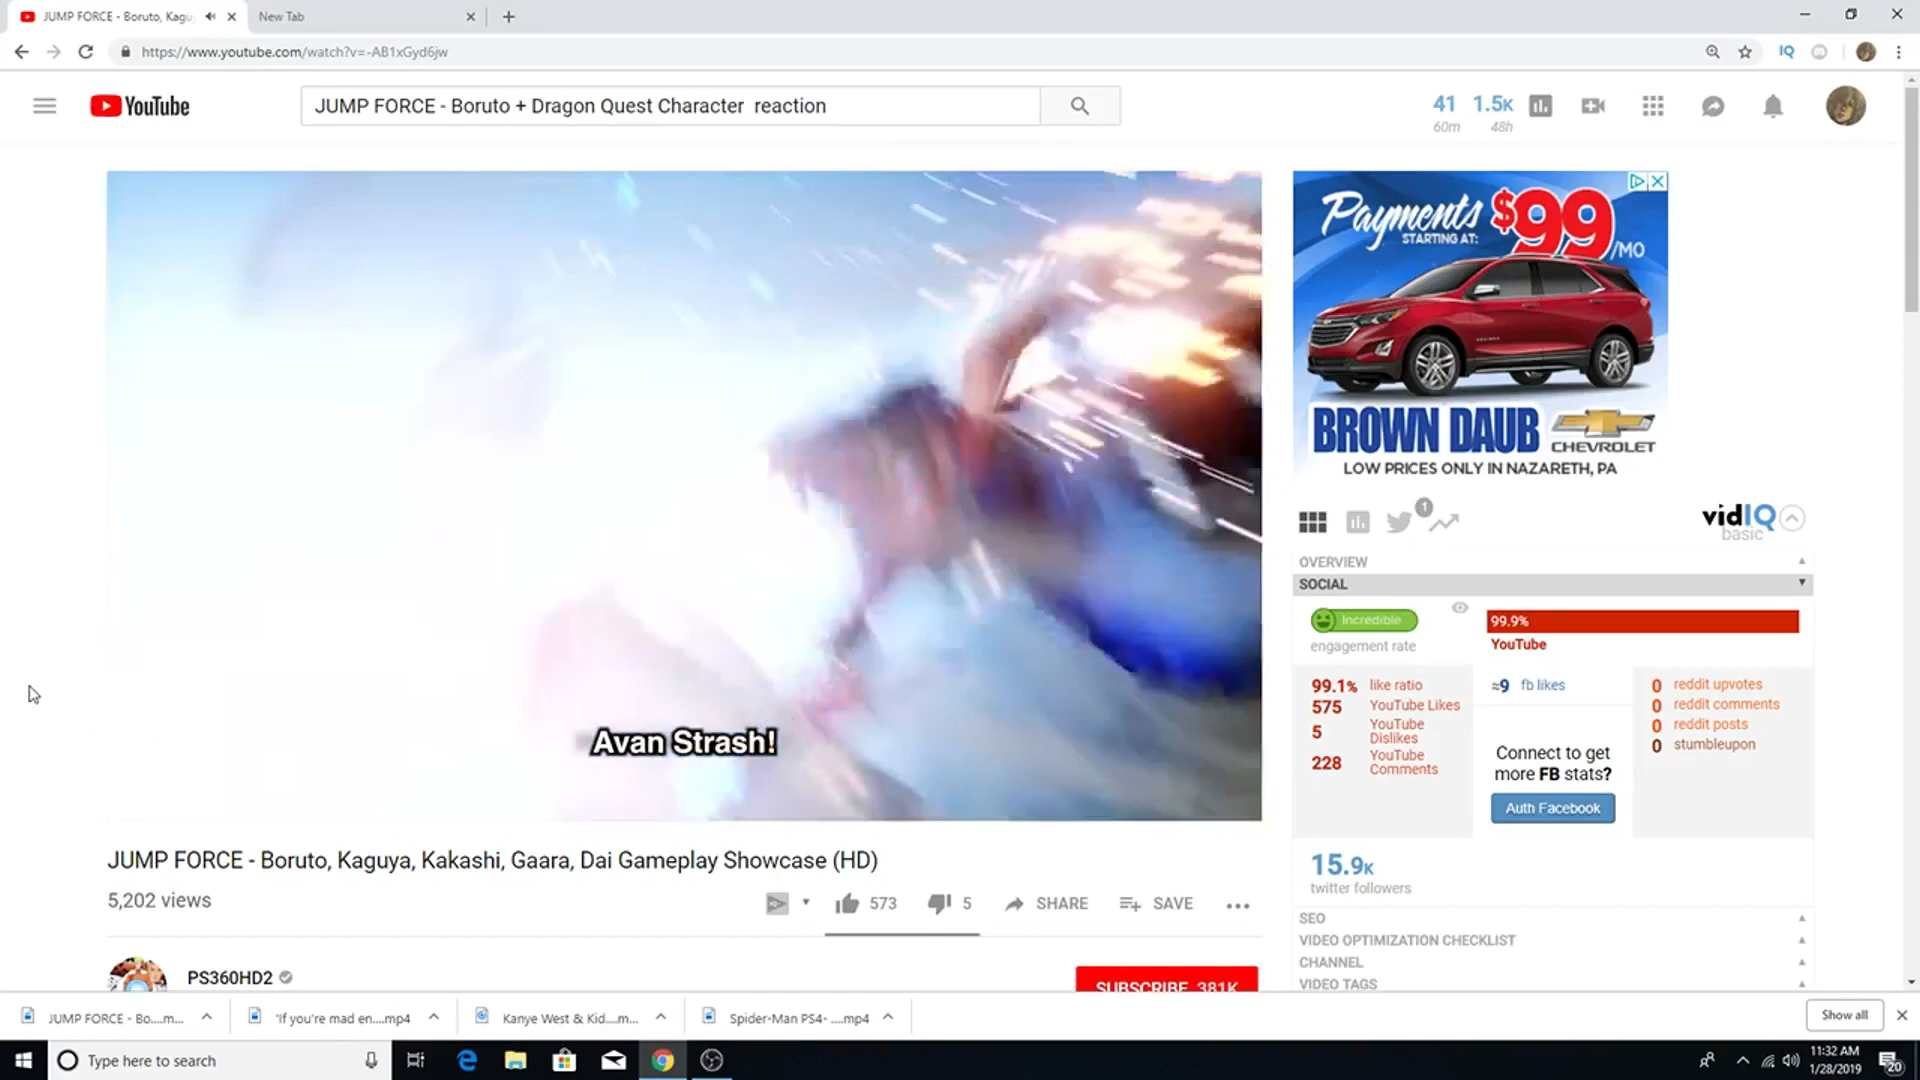 JUMP FORCE - Boruto, Kagu
New Tab
https://www.youtube.com/watch?v=-AB1xGyd6jw
IQ
YouTube
JUMP FORCE - Boruto + Dragon Quest Character reaction
41 1.5K
60m 48h
Payments
STARTING AT:
$99
/MO
BROWN DAUB
CHEVROLET
LOW PRICES ONLY IN NAZARETH, PA
1
vidIQ
basic
OVERVIEW
SOCIAL
Incredible
engagement rate
99.9%
YouTube
99.1% like ratio
575 YouTube Likes
5 YouTube Dislikes
228 YouTube Comments
≈9 fb likes
Connect to get
more FB stats?
Auth Facebook
0 reddit upvotes
0 reddit comments
0 reddit posts
0 stumbleupon
15.9K
twitter followers
SEO
VIDEO OPTIMIZATION CHECKLIST
CHANNEL
VIDEO TAGS
Avan Strash!
JUMP FORCE - Boruto, Kaguya, Kakashi, Gaara, Dai Gameplay Showcase (HD)
5,202 views
573
5
SHARE
SAVE
PS360HD2
SUBSCRIBE 381K
JUMP FORCE - Bo....m...
"If you're mad en....mp4
Kanye West & Kid....m...
Spider-Man PS4- ....mp4
Show all
Type here to search
11:32 AM
1/28/2019
20